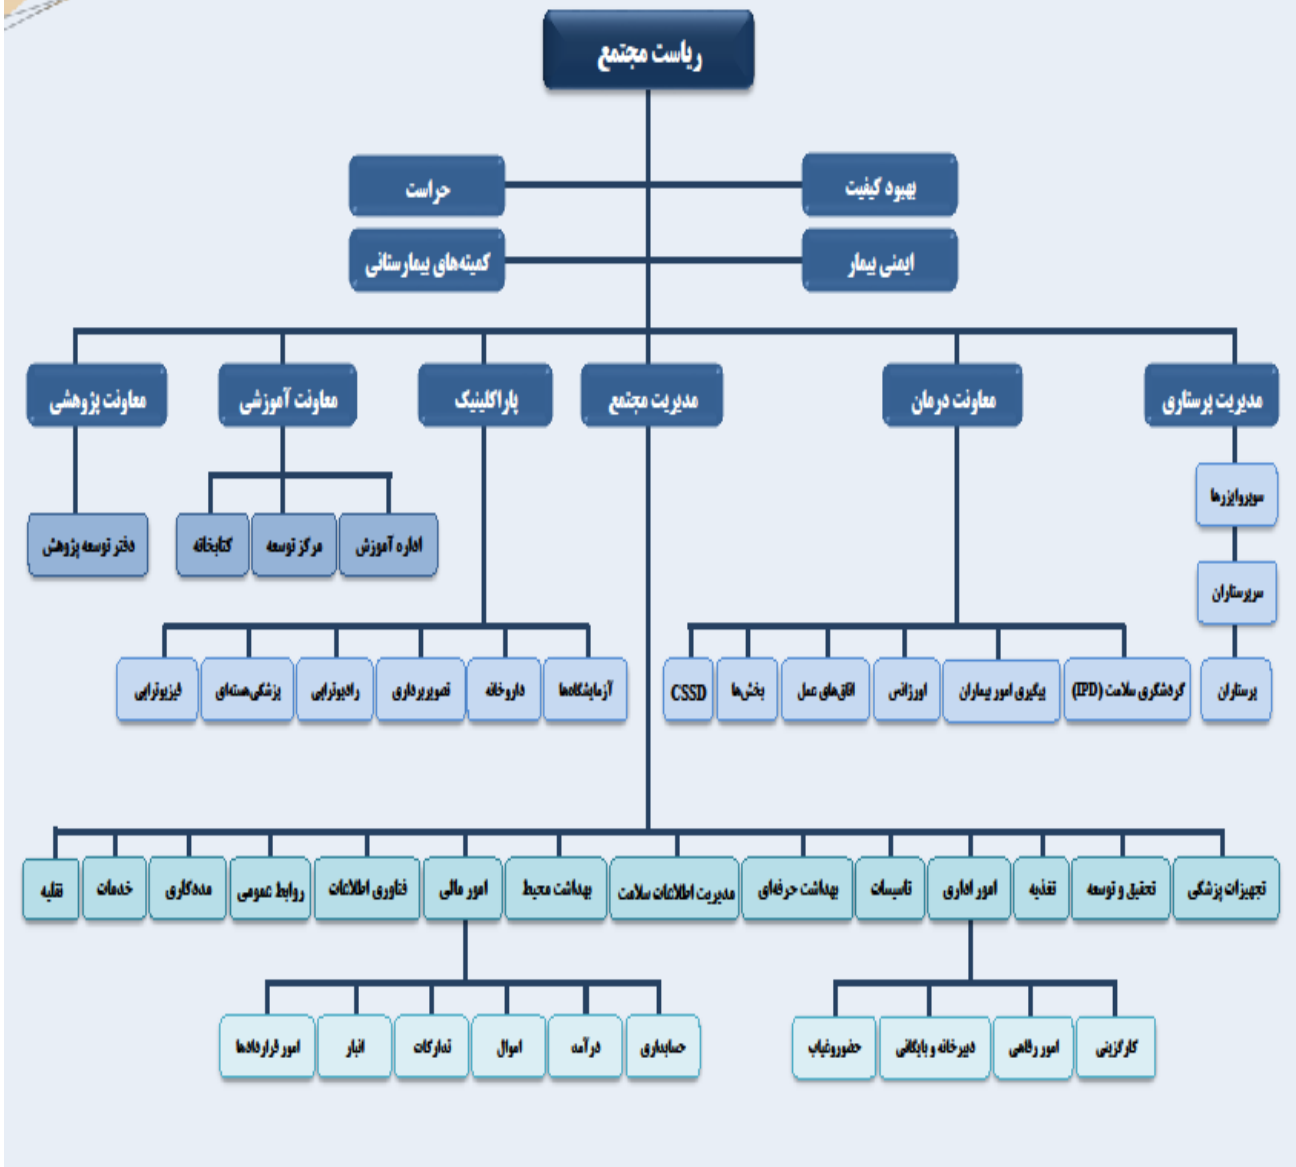 ریاست مجتمع
بهبود کیفیت
حراست
ایمنی بیمار
کمیته‌های بیمارستانی
مدیریت پرستاری
معاونت درمان
مدیریت مجتمع
پاراکلینیک
معاونت آموزشی
معاونت پژوهشی
سوپروایزرها
اداره آموزش
مرکز توسعه
کتابخانه
دفتر توسعه پژوهش
سرپرستاران
پرستاران
گردشگری سلامت (IPD)
پیگیری امور بیماران
اورژانس
اتاق‌های عمل
بخش‌ها
CSSD
آزمایشگاه‌ها
داروخانه
تصویربرداری
رادیوتراپی
پزشکی‌هسته‌ای
فیزیوتراپی
تجهیزات پزشکی
تحقیق و توسعه
تغذیه
امور اداری
تاسیسات
بهداشت حرفه‌ای
مدیریت اطلاعات سلامت
بهداشت محیط
امور مالی
فناوری اطلاعات
روابط عمومی
مددکاری
خدمات
نقلیه
کارگزینی
امور رفاهی
دبیرخانه و بایگانی
حضوروغیاب
حسابداری
درآمد
اموال
تدارکات
انبار
امور قراردادها